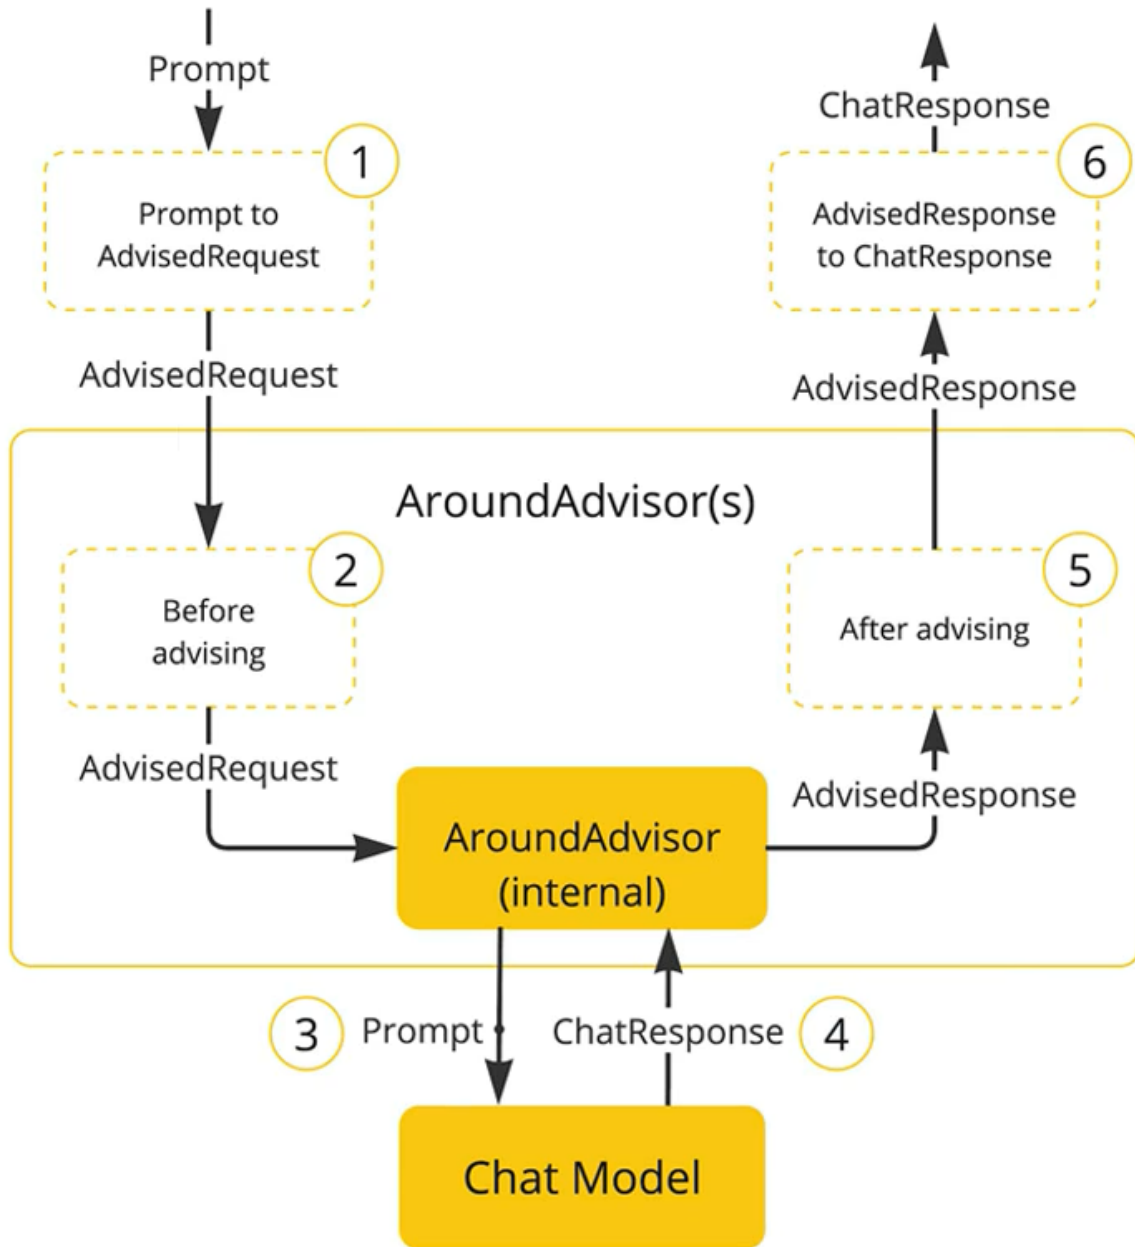 Prompt
ChatResponse
1
Prompt to
AdvisedRequest
6
AdvisedResponse
to ChatResponse
AdvisedRequest
AdvisedResponse
AroundAdvisor(s)
2
Before
advising
5
After advising
AdvisedRequest
AdvisedResponse
AroundAdvisor
(internal)
3
Prompt
ChatResponse
4
Chat Model